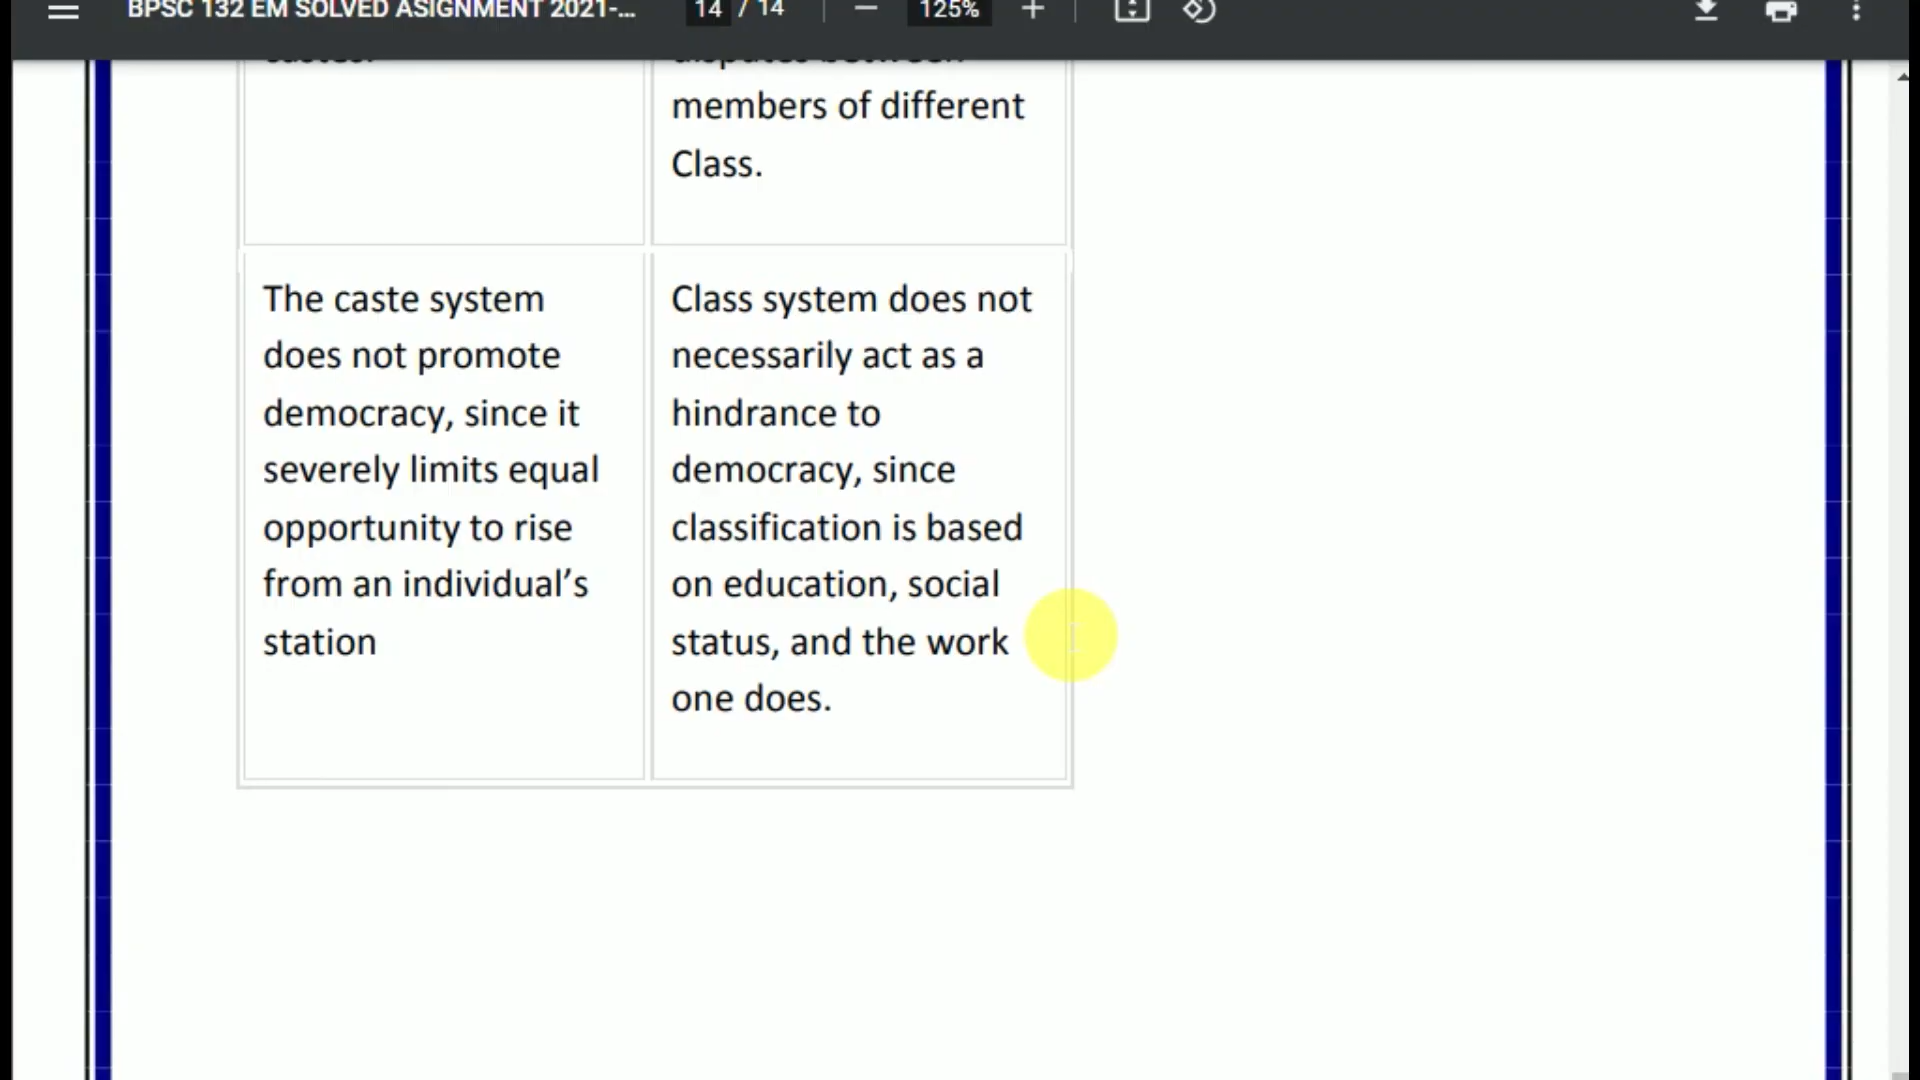 BPSC 132 EM SOLVED ASIGNMENT 2021-...
14 / 14
125%
disputes between
members of different
Class.
The caste system
does not promote
democracy, since it
severely limits equal
opportunity to rise
from an individual’s
station
Class system does not
necessarily act as a
hindrance to
democracy, since
classification is based
on education, social
status, and the work
one does.